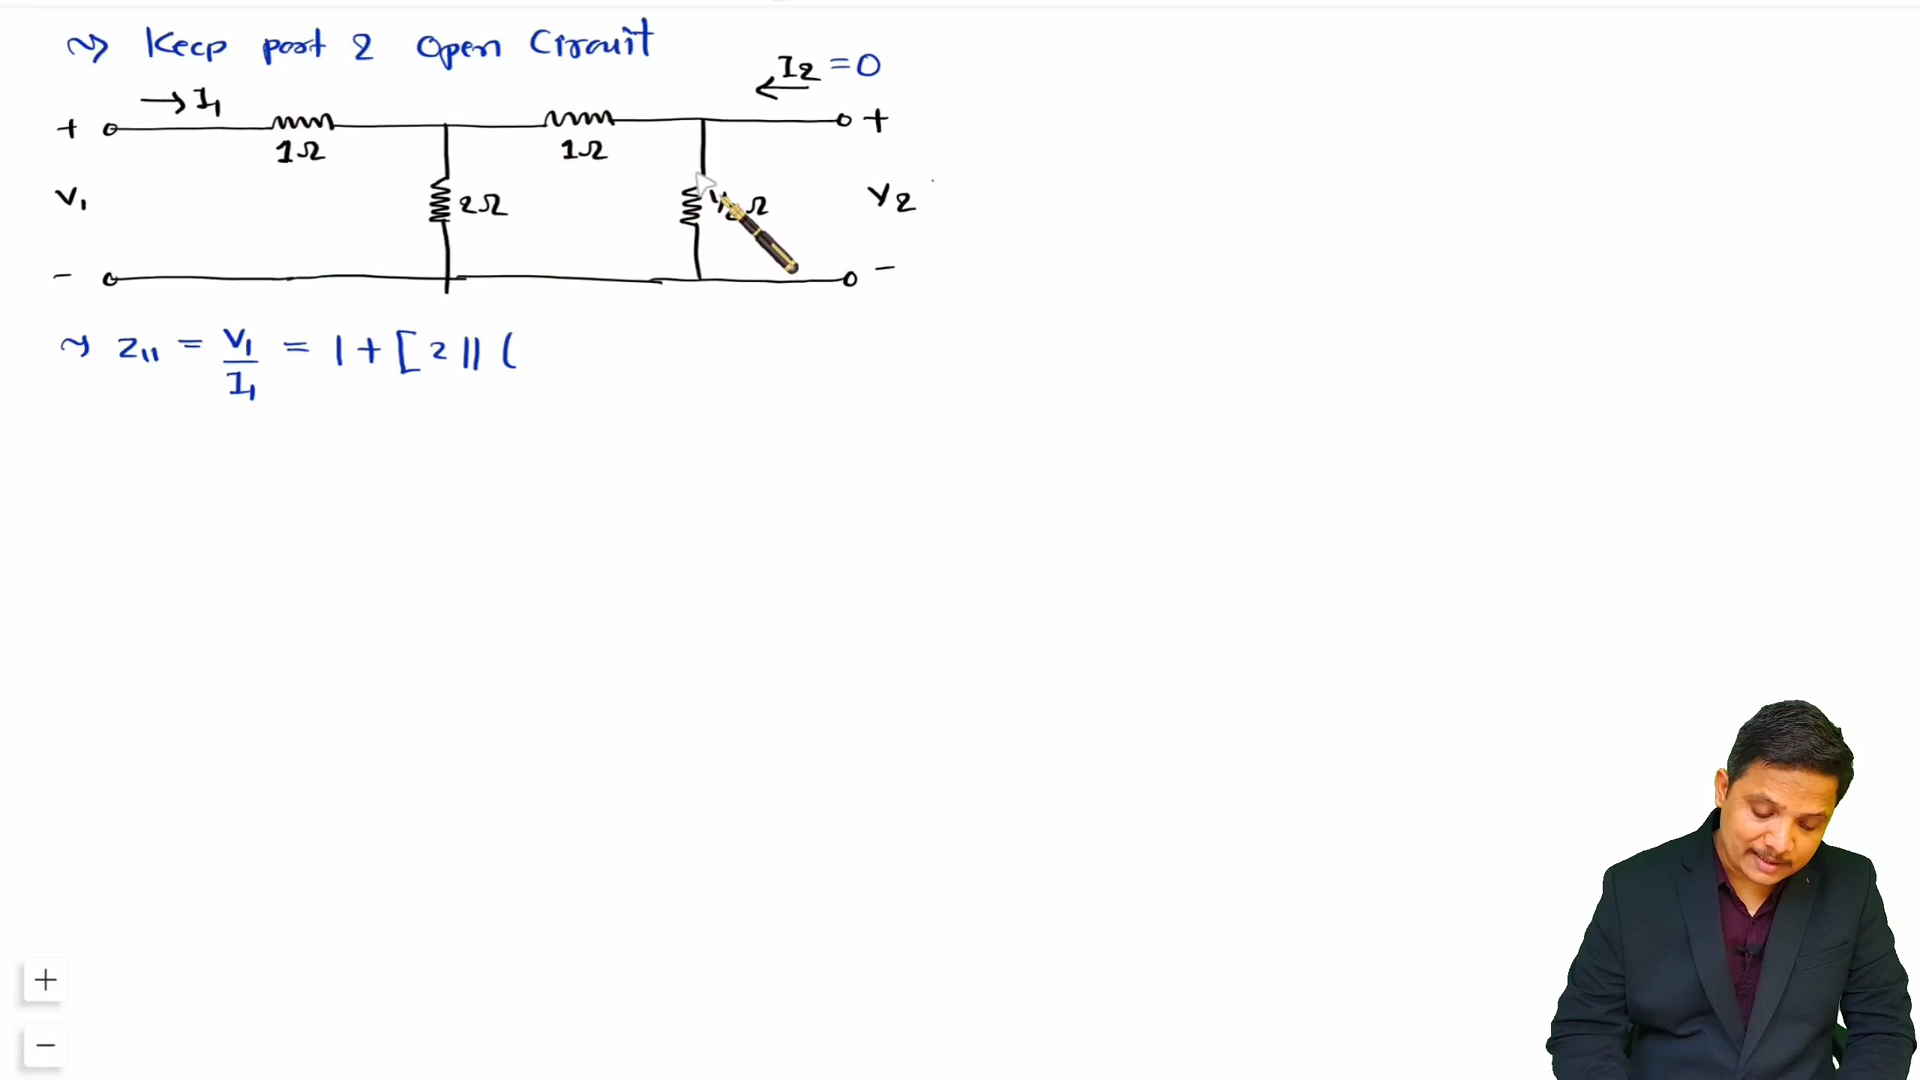 ~> Keep port 2 Open Circuit
→ I₁
I₂ = 0
+ 1Ω 1Ω +
V₁ 2Ω Ω V₂
- -
~> Z₁₁ = V₁/I₁ = 1 + [2 || (
+
−